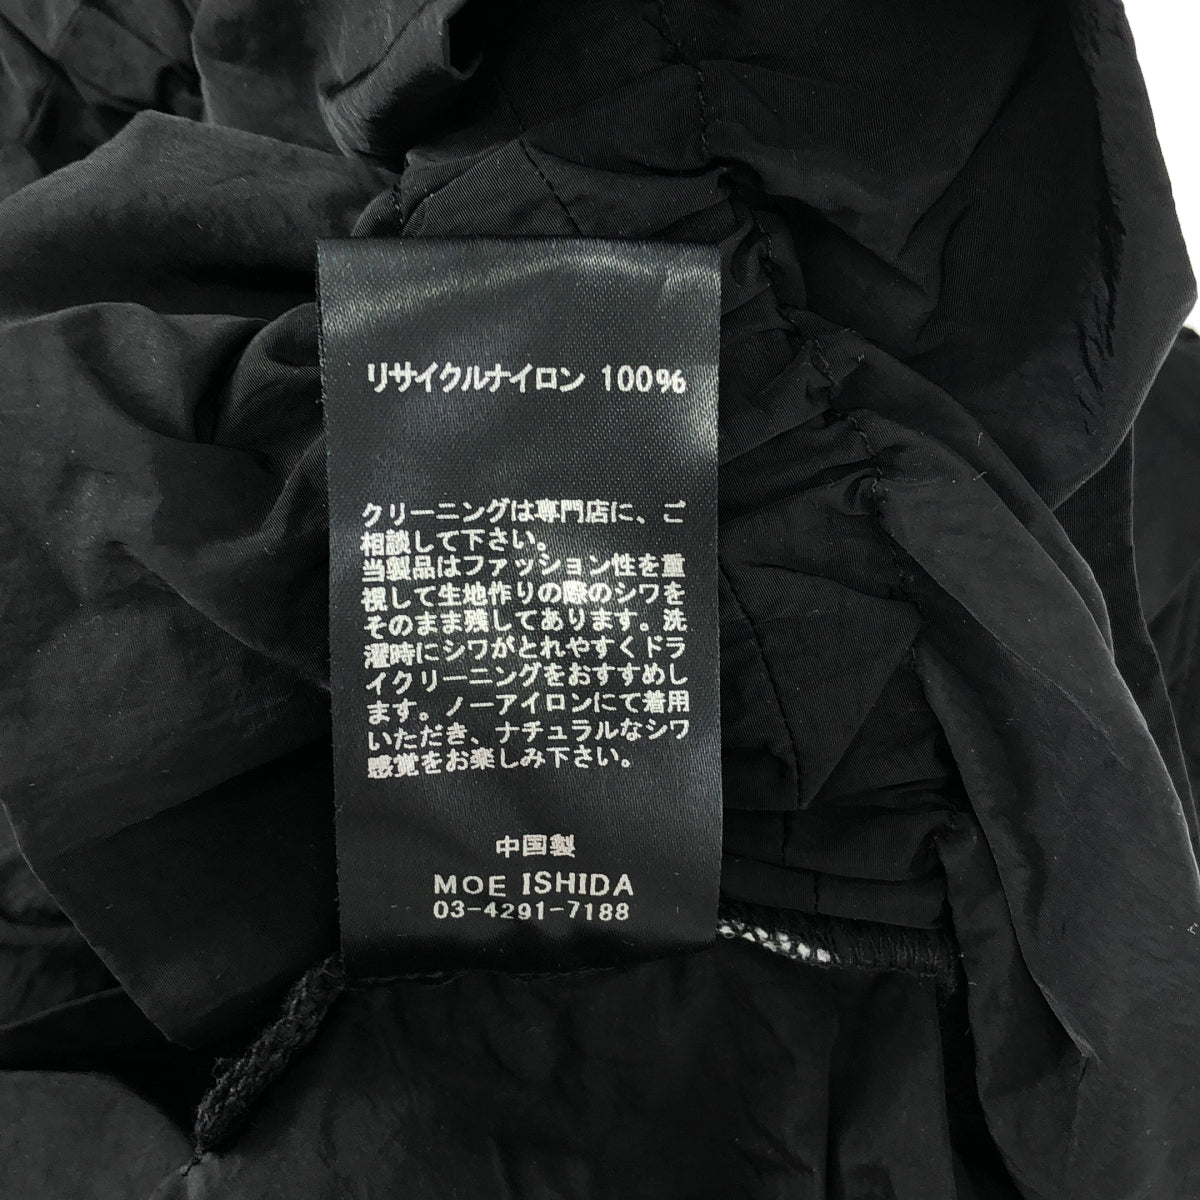 リサイクルナイロン 100%
クリーニングは専門店に、ご
相談して下さい。
当製品はファッション性を重
視して生地作りの際のシワを
そのまま残してあります。洗
濯時にシワがとれやすくドラ
イクリーニングをおすすめし
ます。ノーアイロンにて着用
いただき、ナチュラルなシワ
感覚をお楽しみ下さい。
中国製
MOE ISHIDA
03-4291-7188